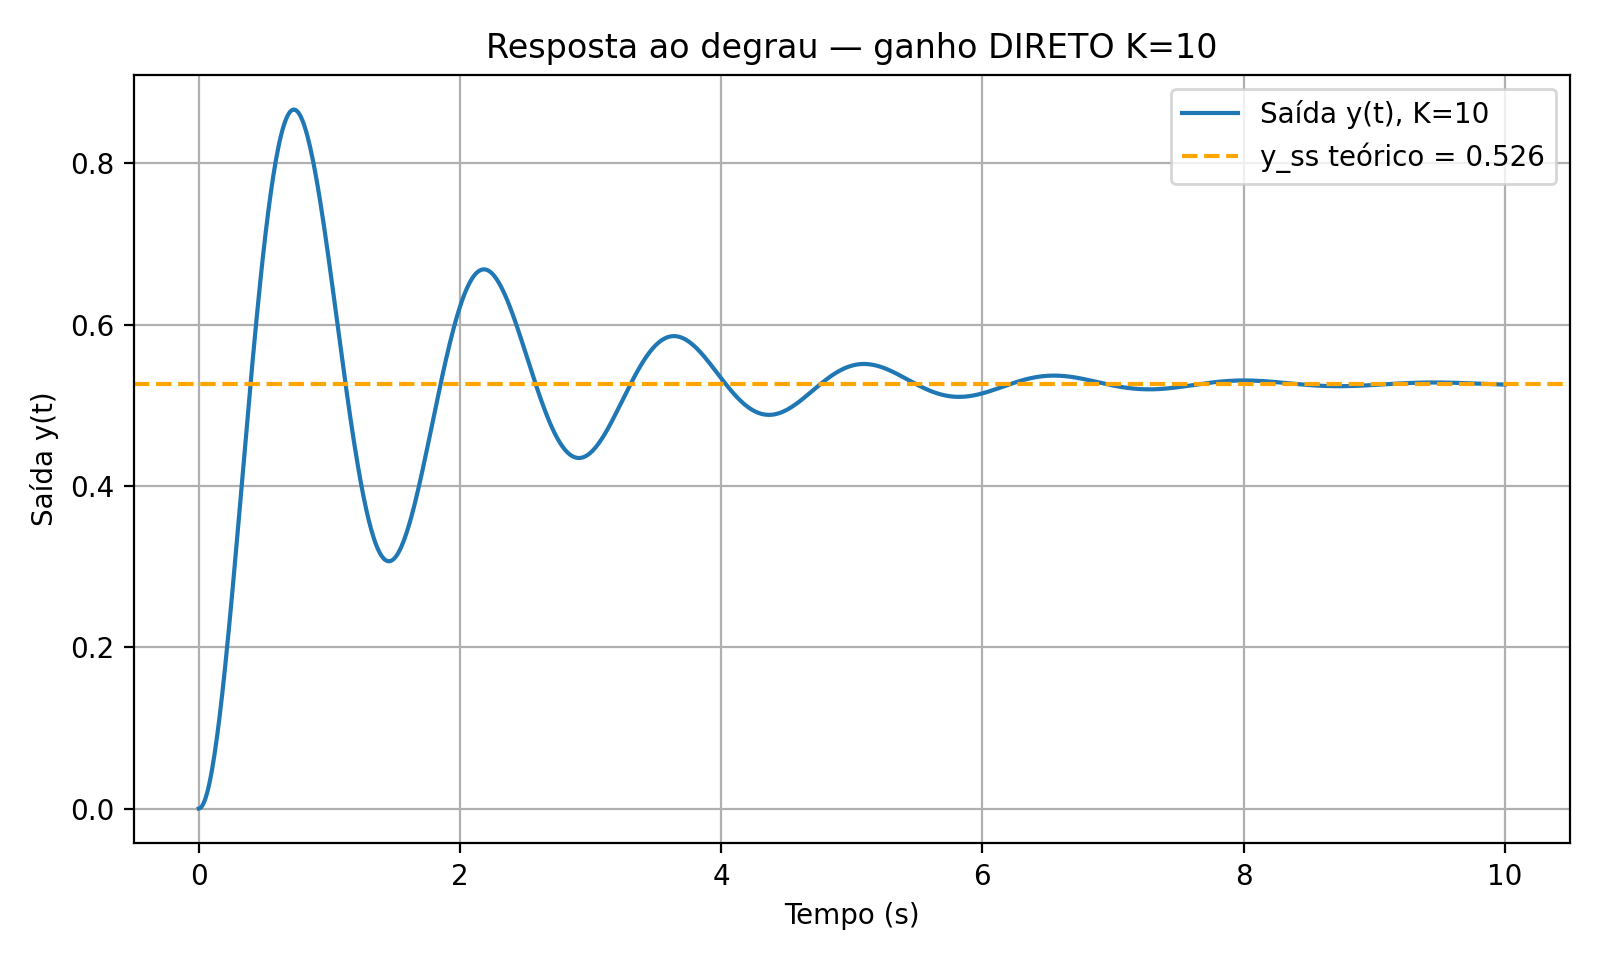 Resposta ao degrau — ganho DIRETO K=10
Saída y(t), K=10
y_ss teórico = 0.526
Saída y(t)
0.8
0.6
0.4
0.2
0.0
0 2 4 6 8 10
Tempo (s)